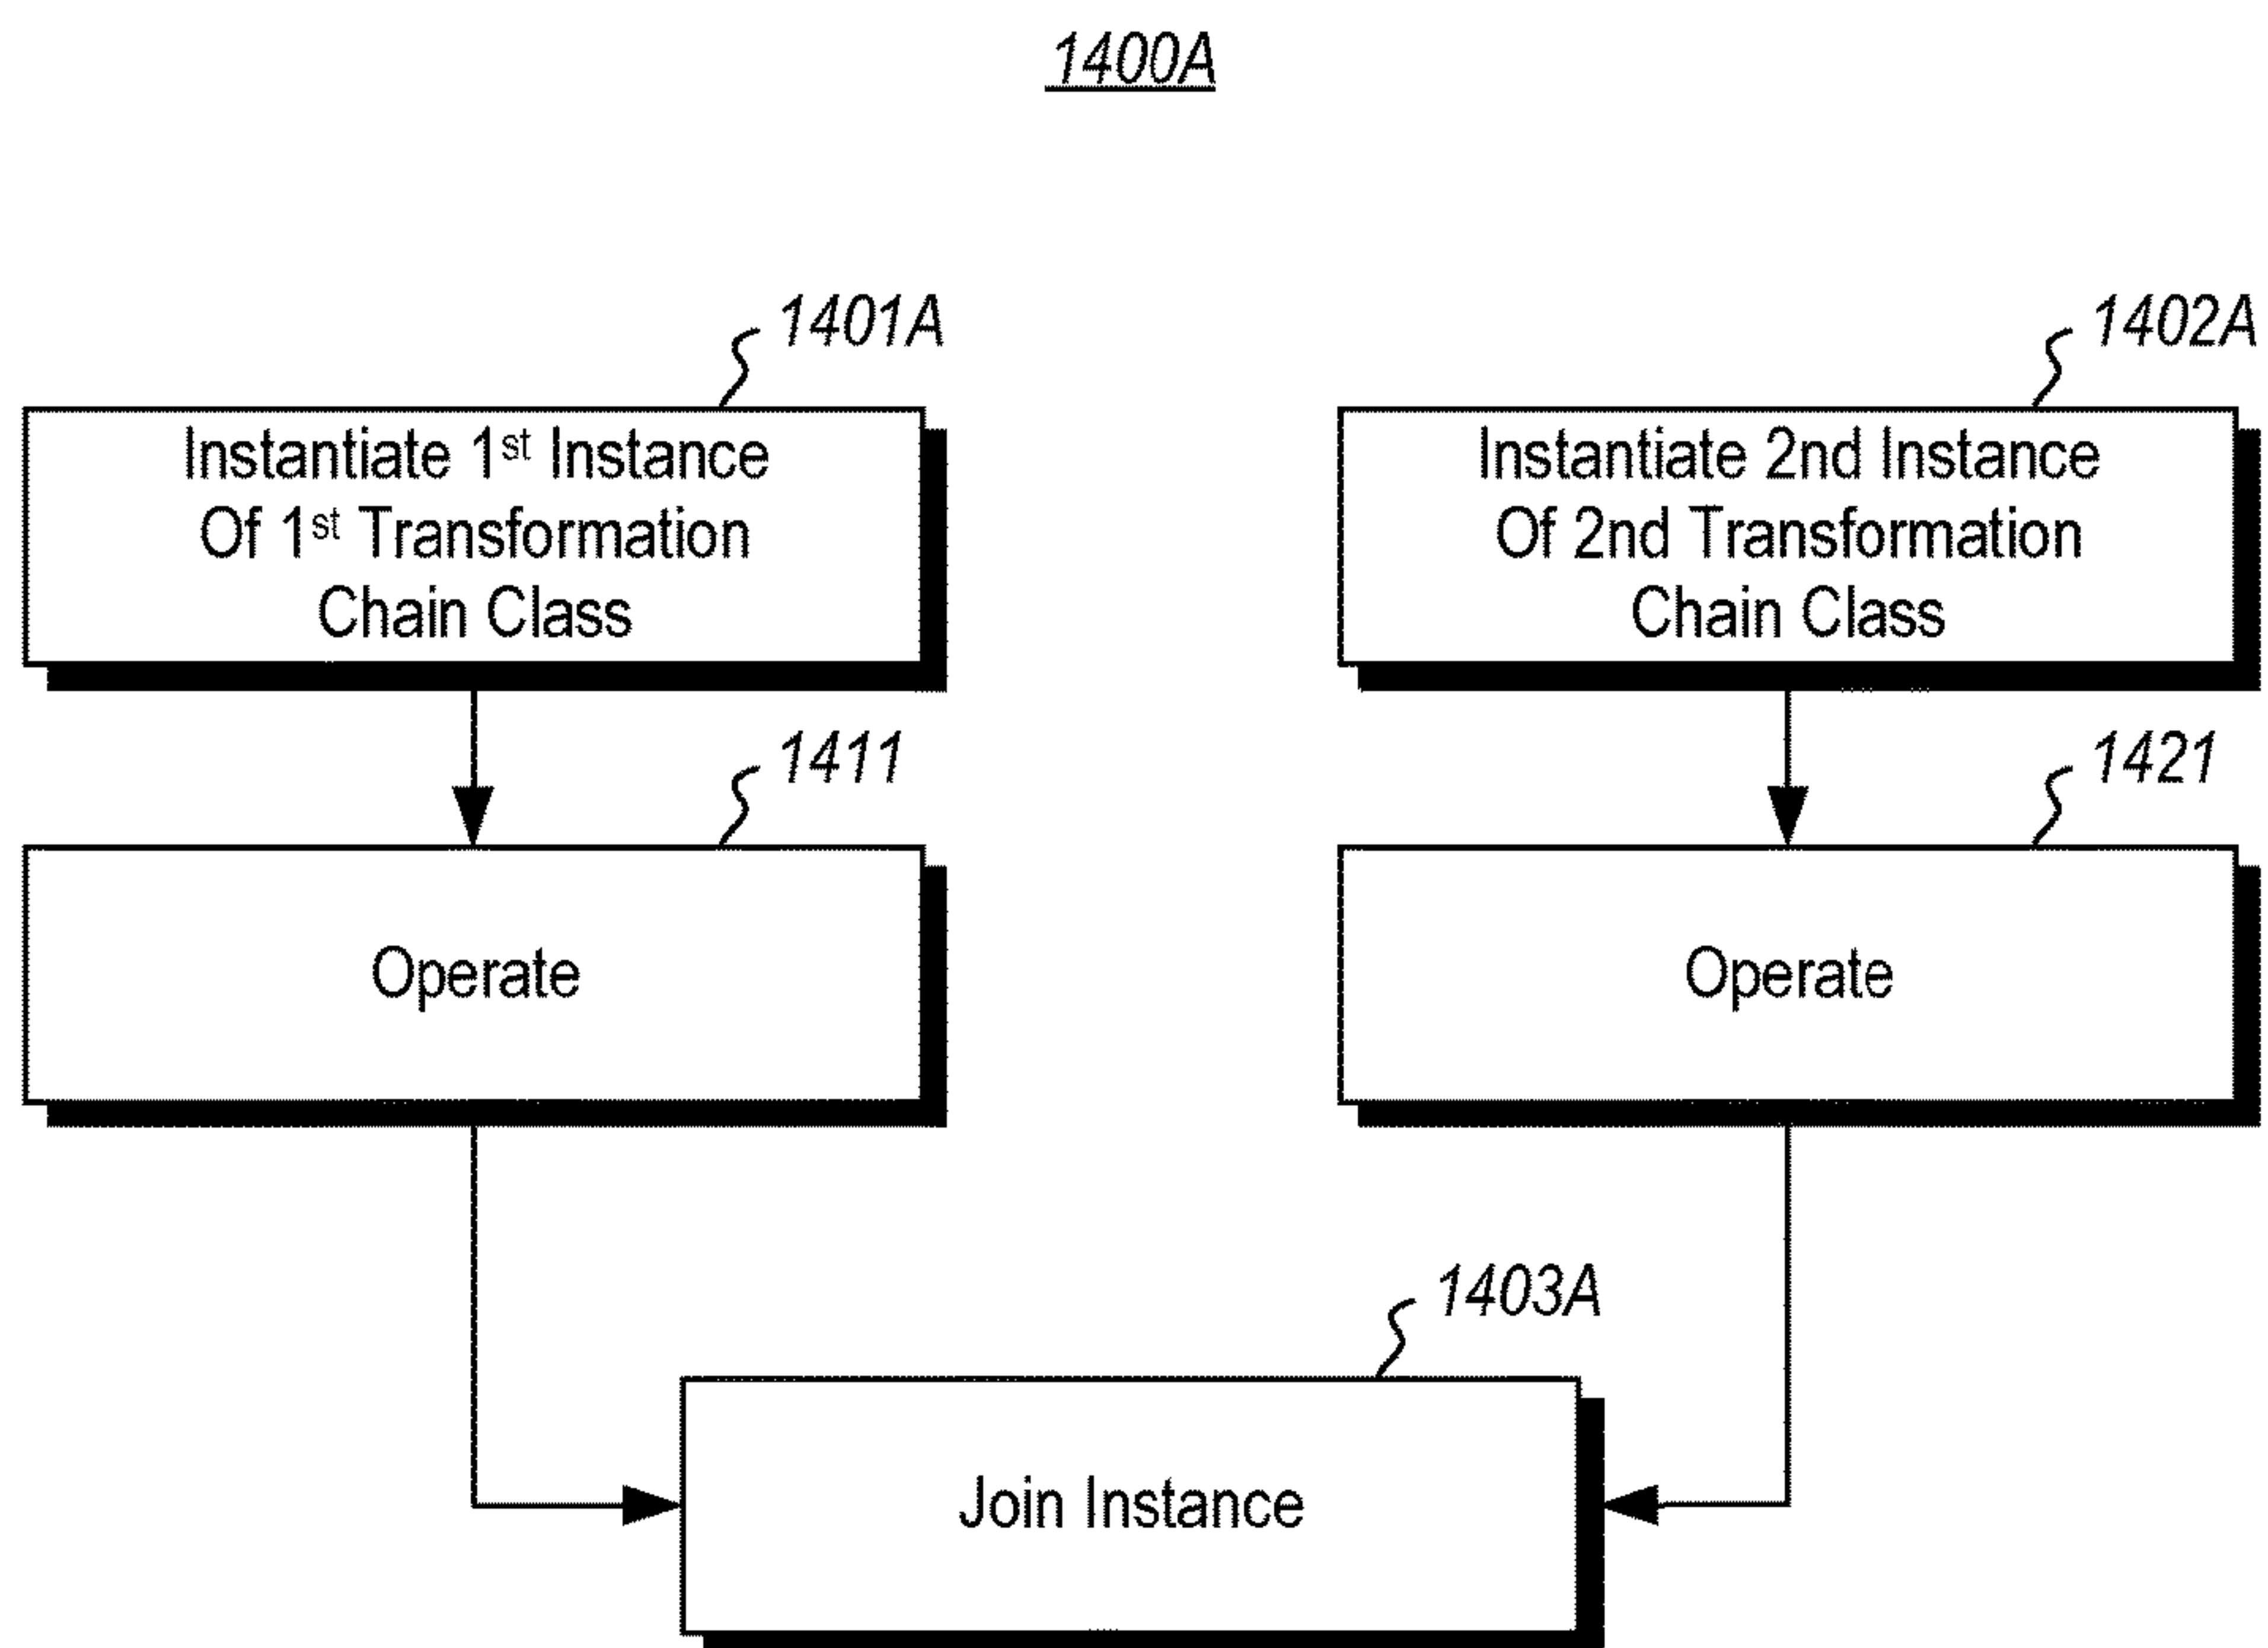 1400A
1401A
Instantiate 1st Instance
Of 1st Transformation
Chain Class
1402A
Instantiate 2nd Instance
Of 2nd Transformation
Chain Class
1411
Operate
1421
Operate
1403A
Join Instance